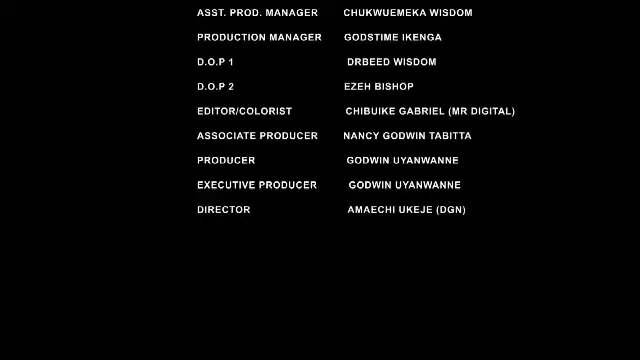 ASST. PROD. MANAGER CHUKWUEMEKA WISDOM
PRODUCTION MANAGER GODSTIME IKENGA
D.O.P 1 DRBEED WISDOM
D.O.P 2 EZEH BISHOP
EDITOR/COLORIST CHIBUIKE GABRIEL (MR DIGITAL)
ASSOCIATE PRODUCER NANCY GODWIN TABITTA
PRODUCER GODWIN UYANWANNE
EXECUTIVE PRODUCER GODWIN UYANWANNE
DIRECTOR AMAECHI UKEJE (DGN)